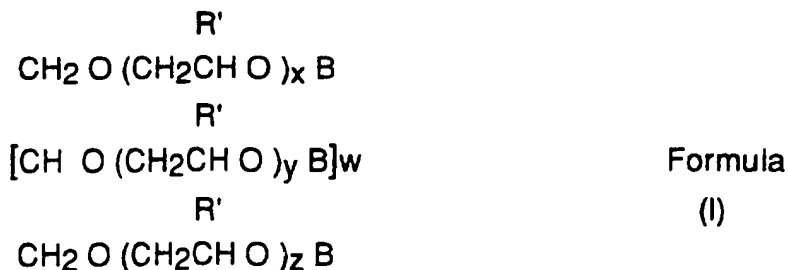 R'
CH2 O (CH2CH O )x B
R'
[CH O (CH2CH O )y B]w Formula
R' (I)
CH2 O (CH2CH O )z B